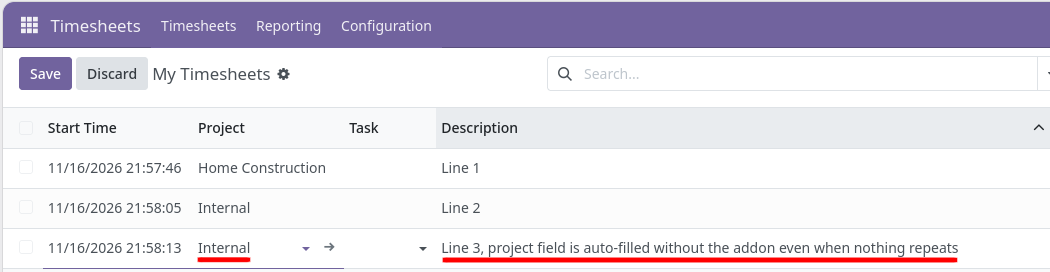 Timesheets Timesheets Reporting Configuration
Save Discard My Timesheets Search...
Start Time Project Task Description
11/16/2026 21:57:46 Home Construction Line 1
11/16/2026 21:58:05 Internal Line 2
11/16/2026 21:58:13 Internal Line 3, project field is auto-filled without the addon even when nothing repeats